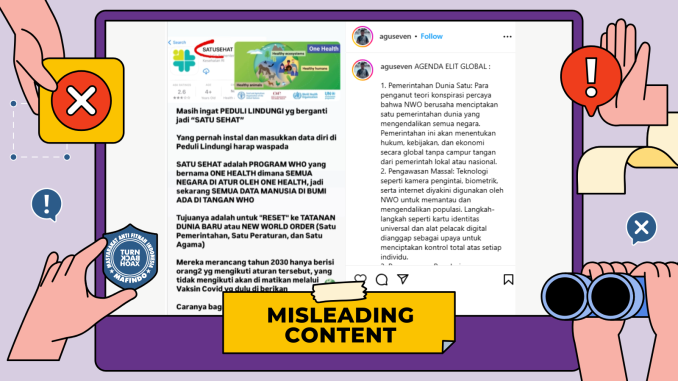 Search
SATUSEHAT
One Health
Healthy ecosystems
Healthy humans
Healthy animals
2.8
4+
Masih ingat PEDULI LINDUNGI yg berganti
jadi “SATU SEHAT”
Yang pernah instal dan masukkan data diri di
Peduli Lindungi harap waspada
SATU SEHAT adalah PROGRAM WHO yang
bernama ONE HEALTH dimana SEMUA
NEGARA DI ATUR OLEH ONE HEALTH, jadi
sekarang SEMUA DATA MANUSIA DI BUMI
ADA DI TANGAN WHO
Tujuanya adalah untuk "RESET" ke TATANAN
DUNIA BARU atau NEW WORLD ORDER (Satu
Pemerintahan, Satu Peraturan, dan Satu
Agama)
Mereka merancang tahun 2030 hanya berisi
orang2 yg mengikuti aturan tersebut, yang
tidak mengikuti akan di matikan melalui
Vaksin Covid yg dulu di berikan
Caranya bag
aguseven • Follow
aguseven AGENDA ELIT GLOBAL :
1. Pemerintahan Dunia Satu: Para
penganut teori konspirasi percaya
bahwa NWO berusaha menciptakan
satu pemerintahan dunia yang
mengendalikan semua negara.
Pemerintahan ini akan menentukan
hukum, kebijakan, dan ekonomi
secara global tanpa campur tangan
dari pemerintah lokal atau nasional.
2. Pengawasan Massal: Teknologi
seperti kamera pengintai, biometrik,
serta internet diyakini digunakan oleh
NWO untuk memantau dan
mengendalikan populasi. Langkah-
langkah seperti kartu identitas
universal dan alat pelacak digital
dianggap sebagai upaya untuk
menciptakan kontrol total atas setiap
individu.
MASYARAKAT ANTI FITNAH INDONESIA
TURN
BACK
HOAX
MAFINDO
MISLEADING
CONTENT